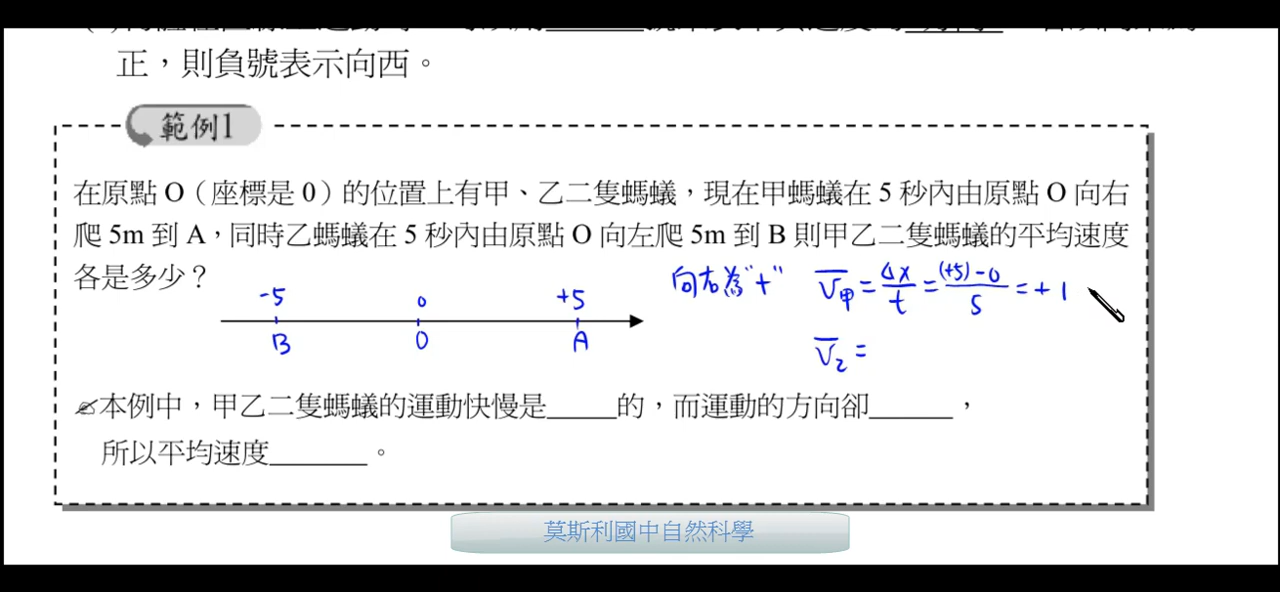 正，則負號表示向西。
範例1
在原點 O（座標是 0）的位置上有甲、乙二隻螞蟻，現在甲螞蟻在 5 秒內由原點 O 向右
爬 5m 到 A，同時乙螞蟻在 5 秒內由原點 O 向左爬 5m 到 B 則甲乙二隻螞蟻的平均速度
各是多少？
向右為"+" V̅甲 = Δx/t = (+5)-0/5 = +1
-5 0 +5
B O A
V̅乙 =
本例中，甲乙二隻螞蟻的運動快慢是_____的，而運動的方向卻______，
所以平均速度_______。
莫斯利國中自然科學